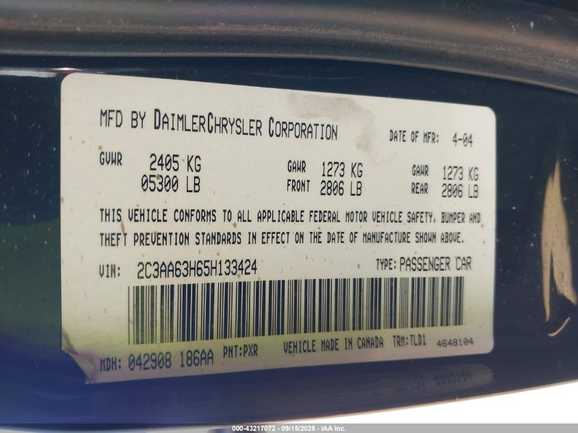 MFD BY DAIMLERCHRYSLER CORPORATION DATE OF MFR: 4-04
GVWR 2405 KG GAWR 1273 KG GAWR 1273 KG
05300 LB FRONT 2806 LB REAR 2806 LB
THIS VEHICLE CONFORMS TO ALL APPLICABLE FEDERAL MOTOR VEHICLE SAFETY, BUMPER AND
THEFT PREVENTION STANDARDS IN EFFECT ON THE DATE OF MANUFACTURE SHOWN ABOVE.
VIN: 2C3AA63H65H133424 TYPE: PASSENGER CAR
MDH: 042908 186AA PNT: PXR VEHICLE MADE IN CANADA TRM: TLD1 4648104
000-43217072 - 09/15/2025 - IAA Inc.